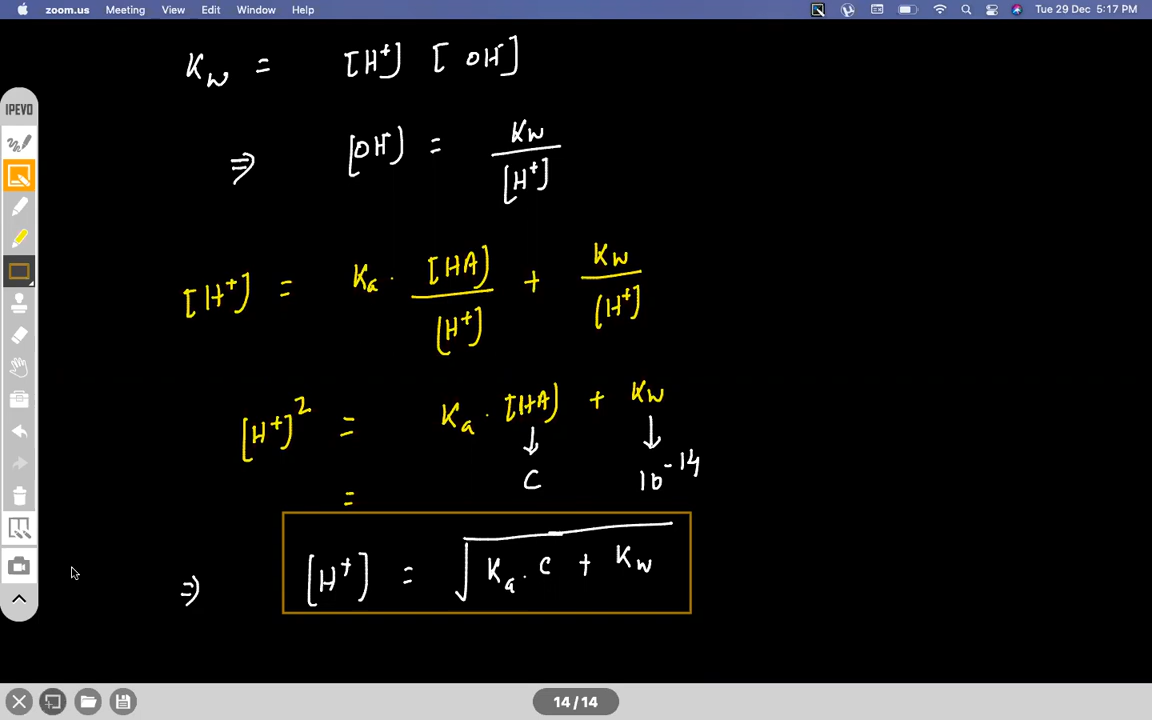 zoom.us Meeting View Edit Window Help Tue 29 Dec 5:17 PM
IPEVO
Kw = [H⁺] [OH⁻]
⇒ [OH⁻] = Kw / [H⁺]
[H⁺] = Ka · [HA] / [H⁺] + Kw / [H⁺]
[H⁺]² = Ka · [HA] + Kw
↓ ↓
= C 10⁻¹⁴
⇒ [H⁺] = √(Ka · C + Kw)
14/14